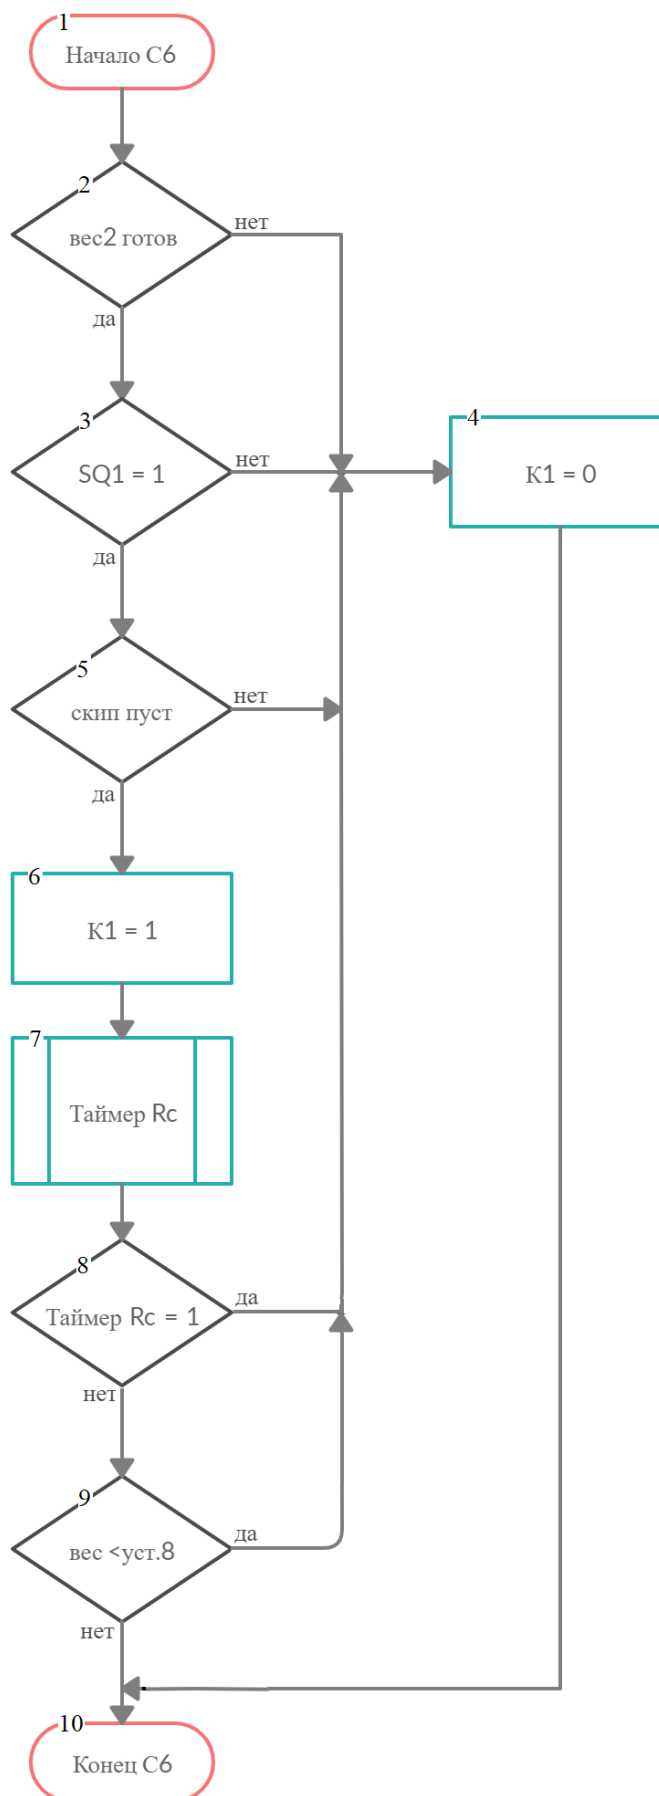 1
Начало С6
2
вес2 готов
нет
да
3
SQ1 = 1
нет
4
К1 = 0
да
5
скип пуст
нет
да
6
К1 = 1
7
Таймер Rc
8
Таймер Rc = 1
да
нет
9
вес <уст.8
да
нет
10
Конец С6